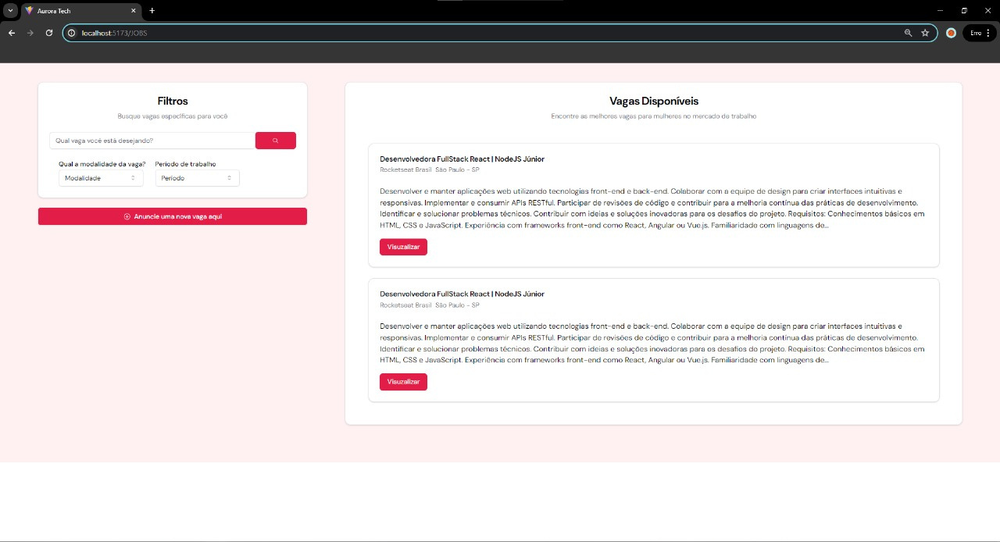 Aurora Tech
localhost:5173/JOBS
Erro
Filtros
Busque vagas específicas para você
Qual vaga você está desejando?
Qual a modalidade da vaga? Período de trabalho
Modalidade Período
Anuncie uma nova vaga aqui
Vagas Disponíveis
Encontre as melhores vagas para mulheres no mercado de trabalho
Desenvolvedora FullStack React | NodeJS Júnior
Rocketseat Brasil São Paulo - SP
Desenvolver e manter aplicações web utilizando tecnologias front-end e back-end. Colaborar com a equipe de design para criar interfaces intuitivas e
responsivas. Implementar e consumir APIs RESTful. Participar de revisões de código e contribuir para a melhoria contínua das práticas de desenvolvimento.
Identificar e solucionar problemas técnicos. Contribuir com ideias e soluções inovadoras para os desafios do projeto. Requisitos: Conhecimentos básicos em
HTML, CSS e JavaScript. Experiência com frameworks front-end como React, Angular ou Vue.js. Familiaridade com linguagens de...
Visuzalizar
Desenvolvedora FullStack React | NodeJS Júnior
Rocketseat Brasil São Paulo - SP
Desenvolver e manter aplicações web utilizando tecnologias front-end e back-end. Colaborar com a equipe de design para criar interfaces intuitivas e
responsivas. Implementar e consumir APIs RESTful. Participar de revisões de código e contribuir para a melhoria contínua das práticas de desenvolvimento.
Identificar e solucionar problemas técnicos. Contribuir com ideias e soluções inovadoras para os desafios do projeto. Requisitos: Conhecimentos básicos em
HTML, CSS e JavaScript. Experiência com frameworks front-end como React, Angular ou Vue.js. Familiaridade com linguagens de...
Visuzalizar